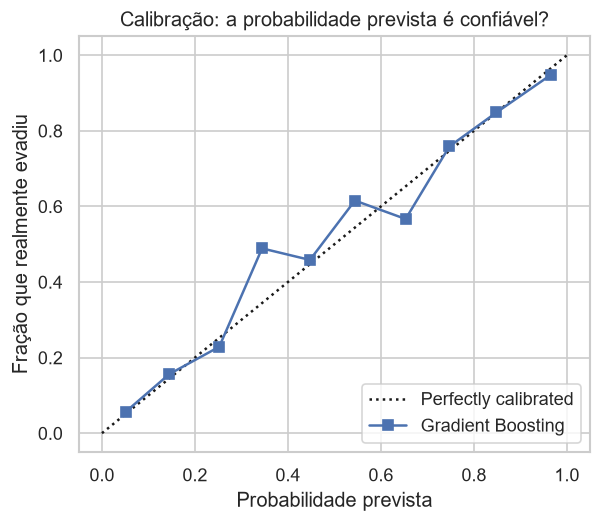 Calibração: a probabilidade prevista é confiável?
Fração que realmente evadiu
1.0
0.8
0.6
0.4
0.2
0.0
Perfectly calibrated
Gradient Boosting
0.0 0.2 0.4 0.6 0.8 1.0
Probabilidade prevista